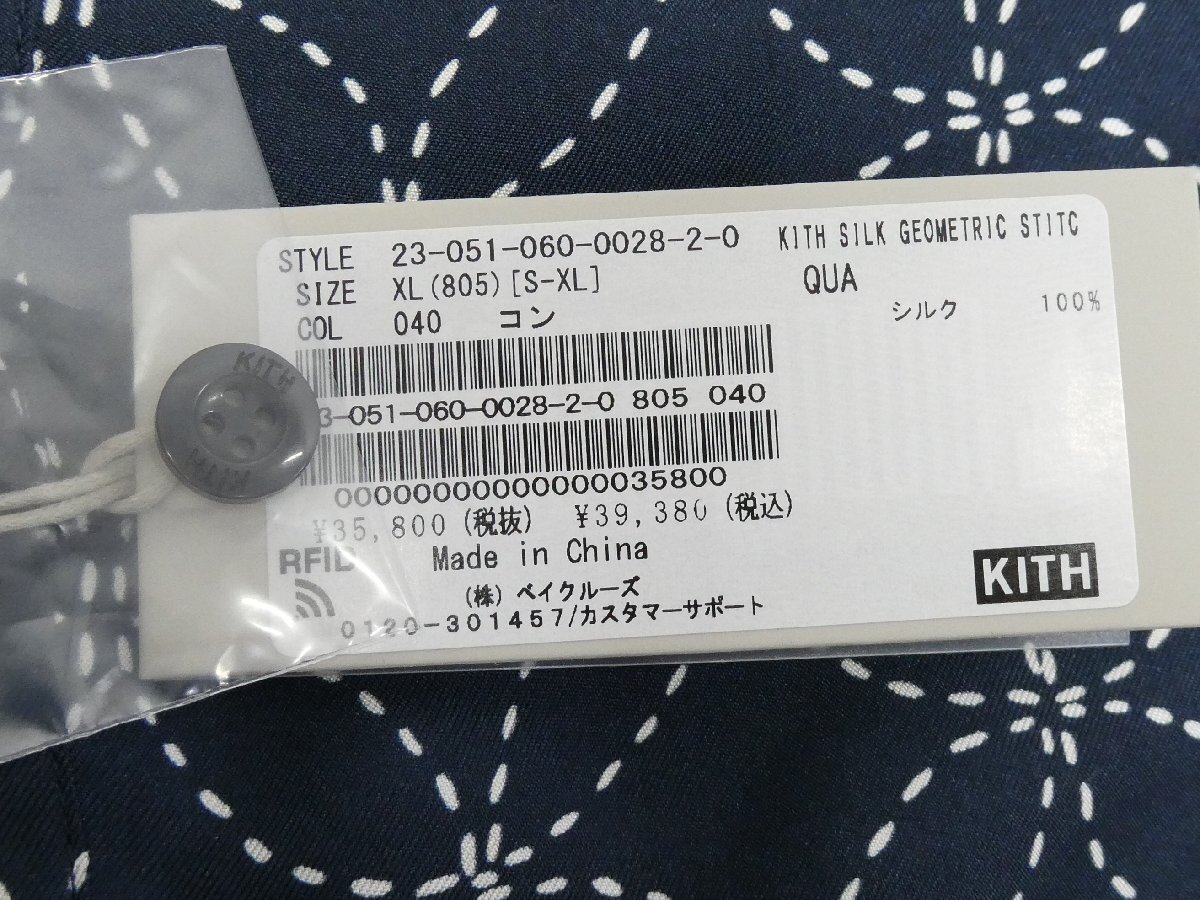 STYLE 23-051-060-0028-2-0 KITH SILK GEOMETRIC STITC
SIZE XL(805)[S-XL] QUA
COL 040 コン シルク 100%
3-051-060-0028-2-0 805 040
00000000000000035800
¥35,800(税抜) ¥39,380(税込)
RFID Made in China
(株) ベイクルーズ
0120-301457/カスタマーサポート
KITH
KITH
KITH